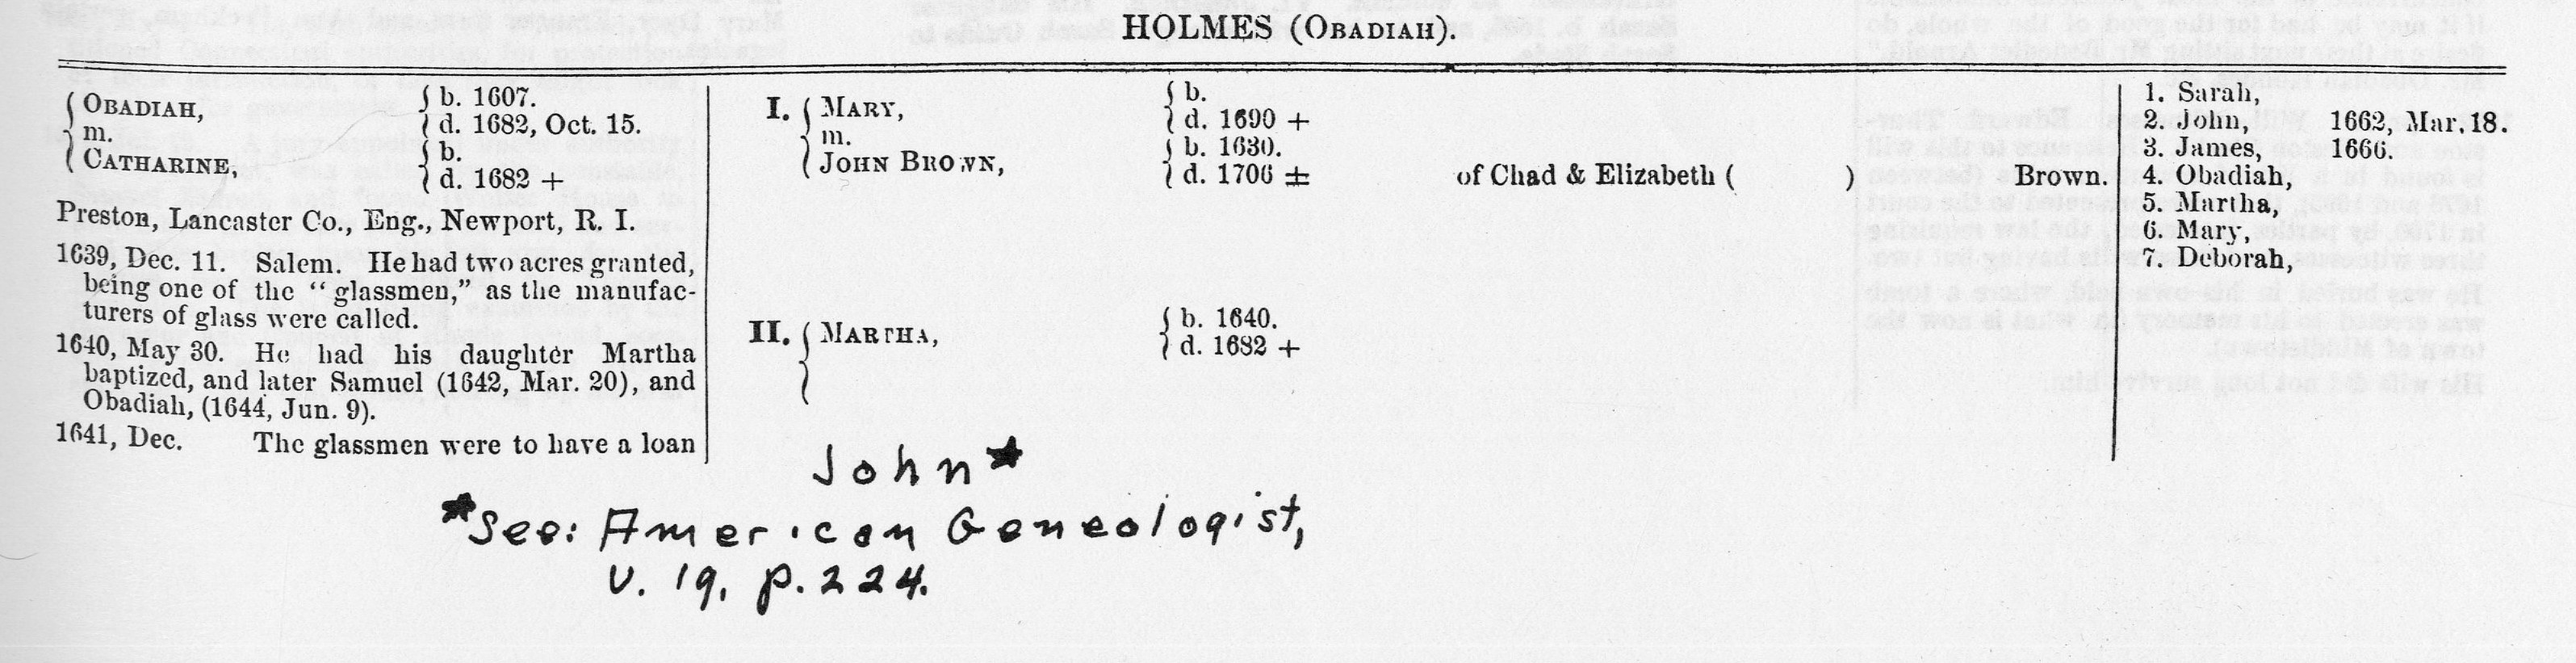 HOLMES (OBADIAH).
OBADIAH,
m.
CATHARINE,
b. 1607.
d. 1682, Oct. 15.
b.
d. 1682 +
Preston, Lancaster Co., Eng., Newport, R. I.
1639, Dec. 11. Salem. He had two acres granted,
being one of the "glassmen," as the manufac-
turers of glass were called.
1640, May 30. He had his daughter Martha
baptized, and later Samuel (1642, Mar. 20), and
Obadiah, (1644, Jun. 9).
1641, Dec. The glassmen were to have a loan
I. MARY,
m.
JOHN BROWN,
b.
d. 1690 +
b. 1630.
d. 1706 ±
of Chad & Elizabeth ( ) Brown.
II. MARTHA,
b. 1640.
d. 1682 +
1. Sarah,
2. John, 1662, Mar. 18.
3. James, 1666.
4. Obadiah,
5. Martha,
6. Mary,
7. Deborah,
John★
★See: American Geneologist,
v. 19, p. 224.